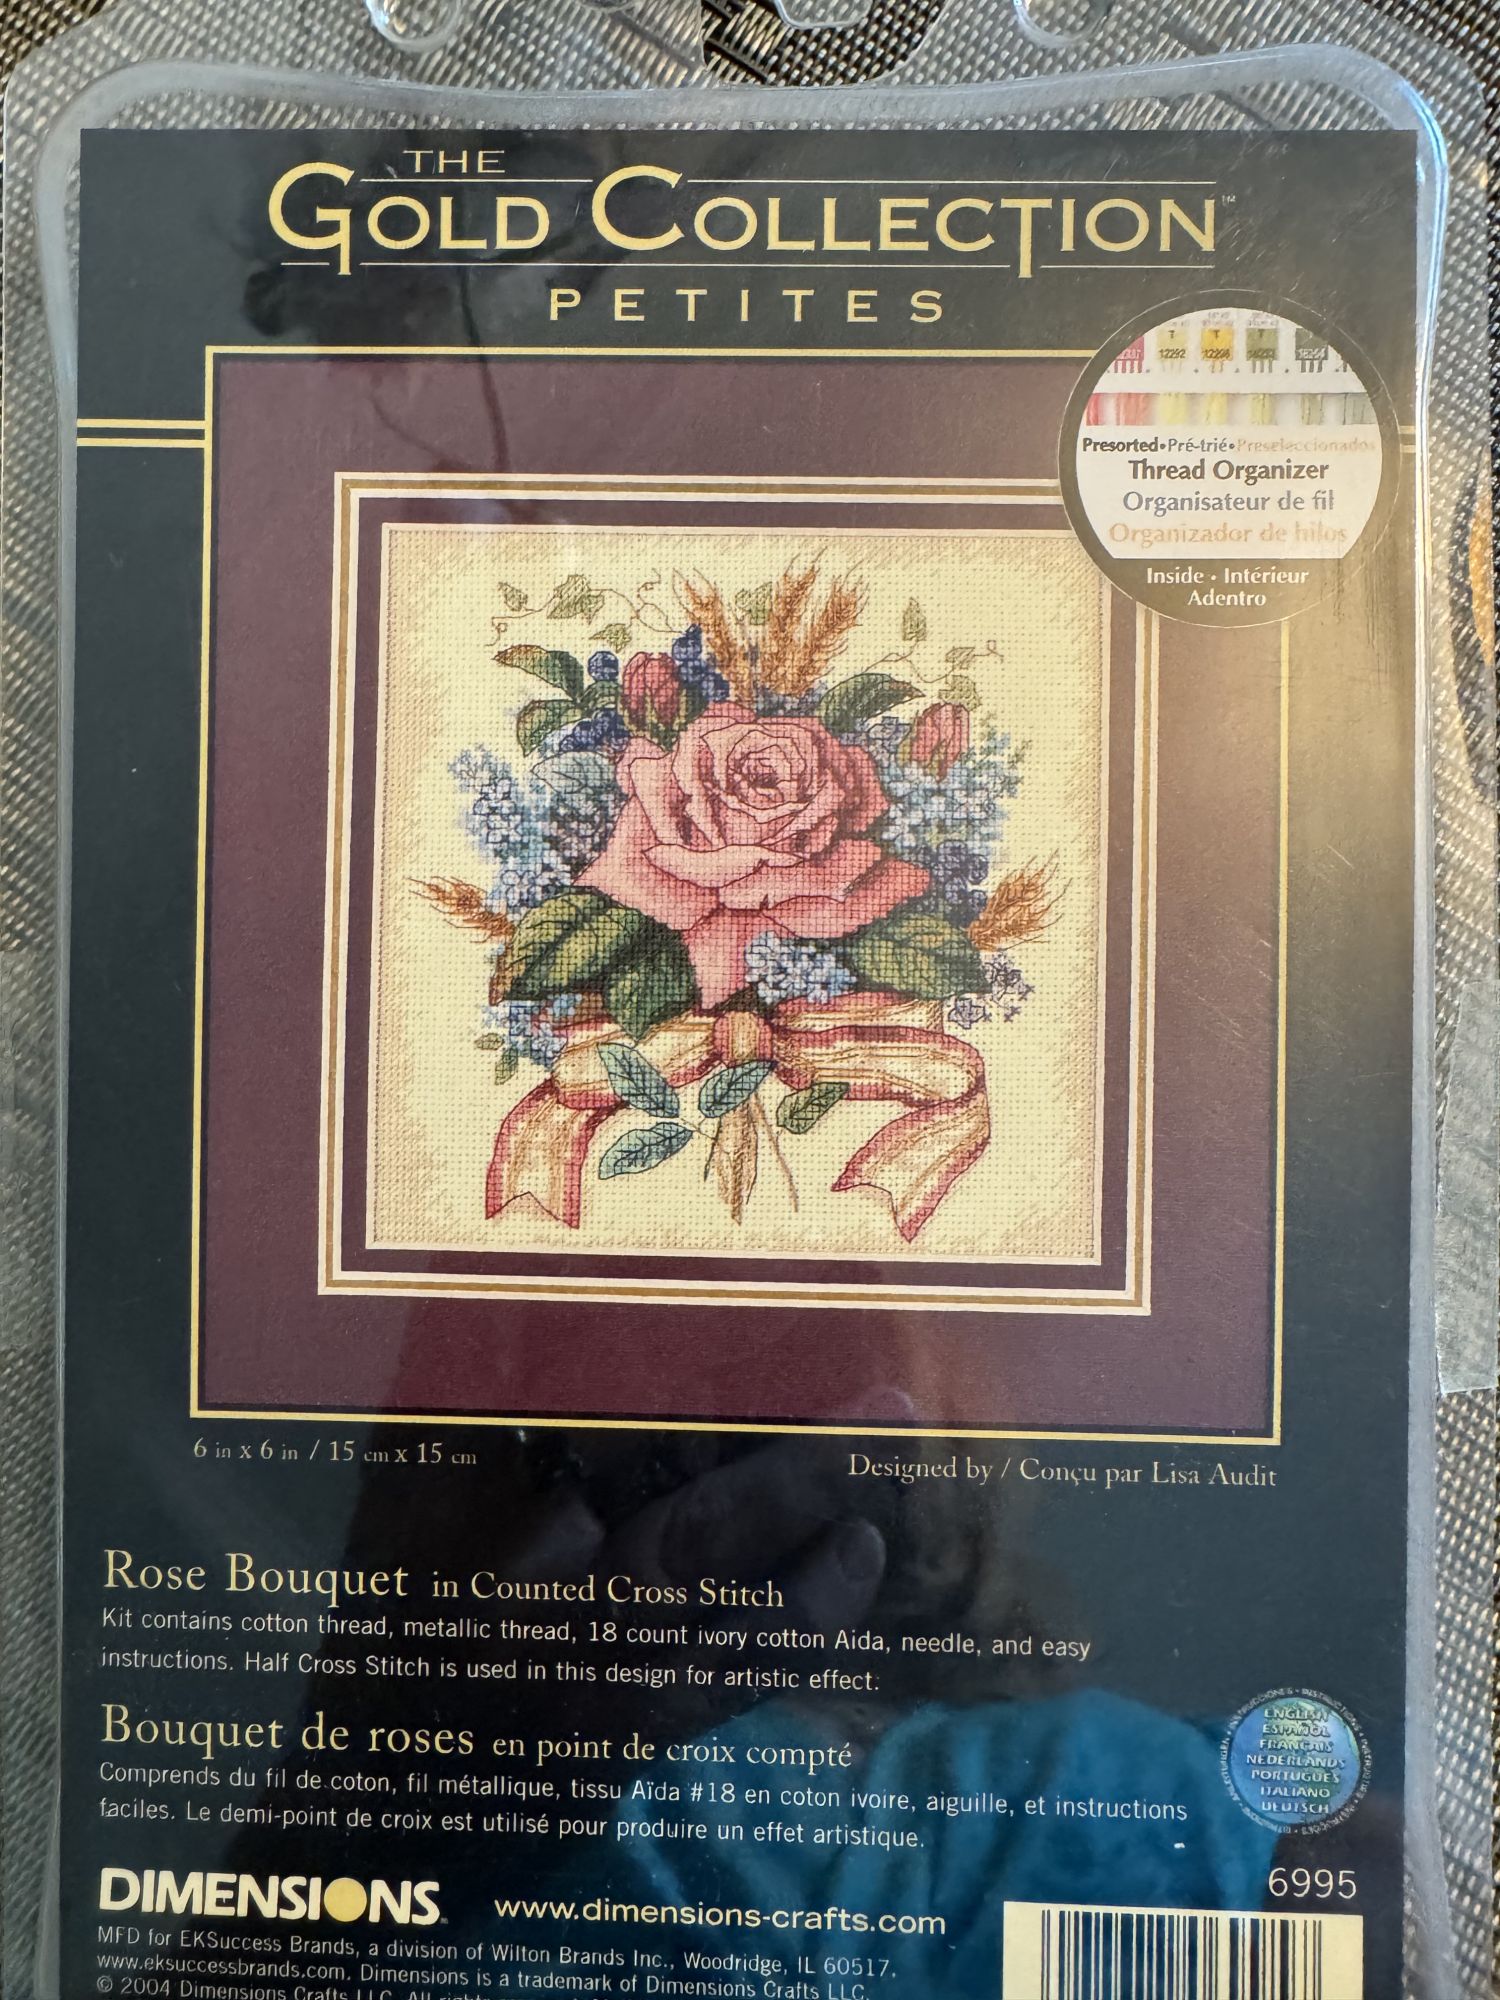 THE
GOLD COLLECTION™
PETITES
T T T
12292 12298
Presorted•Pré-trié•Preseleccionados
Thread Organizer
Organisateur de fil
Organizador de hilos
Inside • Intérieur
Adentro
6 in x 6 in / 15 cm x 15 cm
Designed by / Conçu par Lisa Audit
Rose Bouquet in Counted Cross Stitch
Kit contains cotton thread, metallic thread, 18 count ivory cotton Aida, needle, and easy
instructions. Half Cross Stitch is used in this design for artistic effect.
Bouquet de roses en point de croix compté
Comprends du fil de coton, fil métallique, tissu Aïda #18 en coton ivoire, aiguille, et instructions
faciles. Le demi-point de croix est utilisé pour produire un effet artistique.
ENGLISH
ESPAÑOL
FRANÇAIS
NEDERLANDS
PORTUGUÊS
ITALIANO
DEUTSCH
6995
DIMENSIONS
www.dimensions-crafts.com
MFD for EKSuccess Brands, a division of Wilton Brands Inc., Woodridge, IL 60517.
www.eksuccessbrands.com. Dimensions is a trademark of Dimensions Crafts LLC.
© 2004 Dimensions Crafts LLC. All